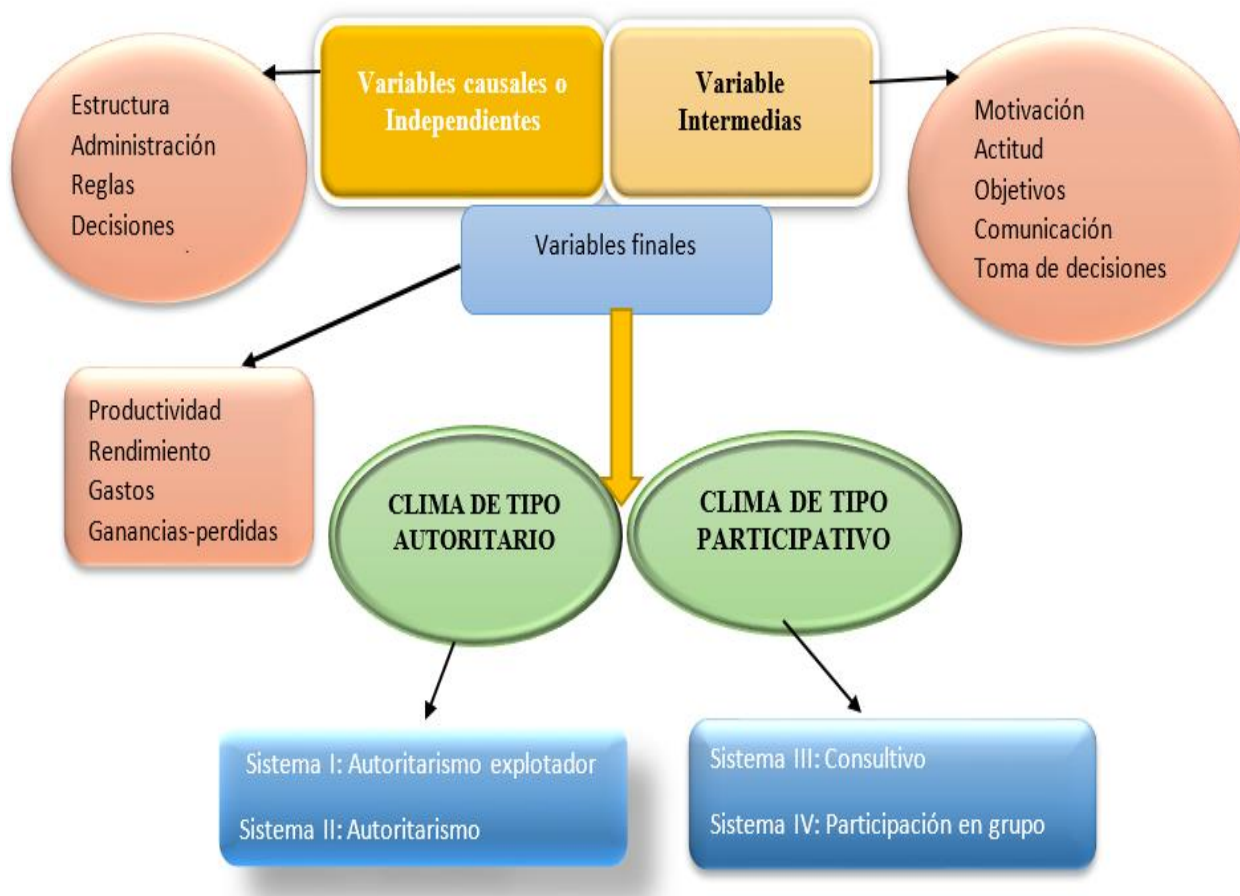 Variables causales o
Independientes
Variable
Intermedias
Estructura
Administración
Reglas
Decisiones
.
Motivación
Actitud
Objetivos
Comunicación
Toma de decisiones
Variables finales
Productividad
Rendimiento
Gastos
Ganancias-perdidas
CLIMA DE TIPO
AUTORITARIO
CLIMA DE TIPO
PARTICIPATIVO
Sistema I: Autoritarismo explotador
Sistema II: Autoritarismo
Sistema III: Consultivo
Sistema IV: Participación en grupo